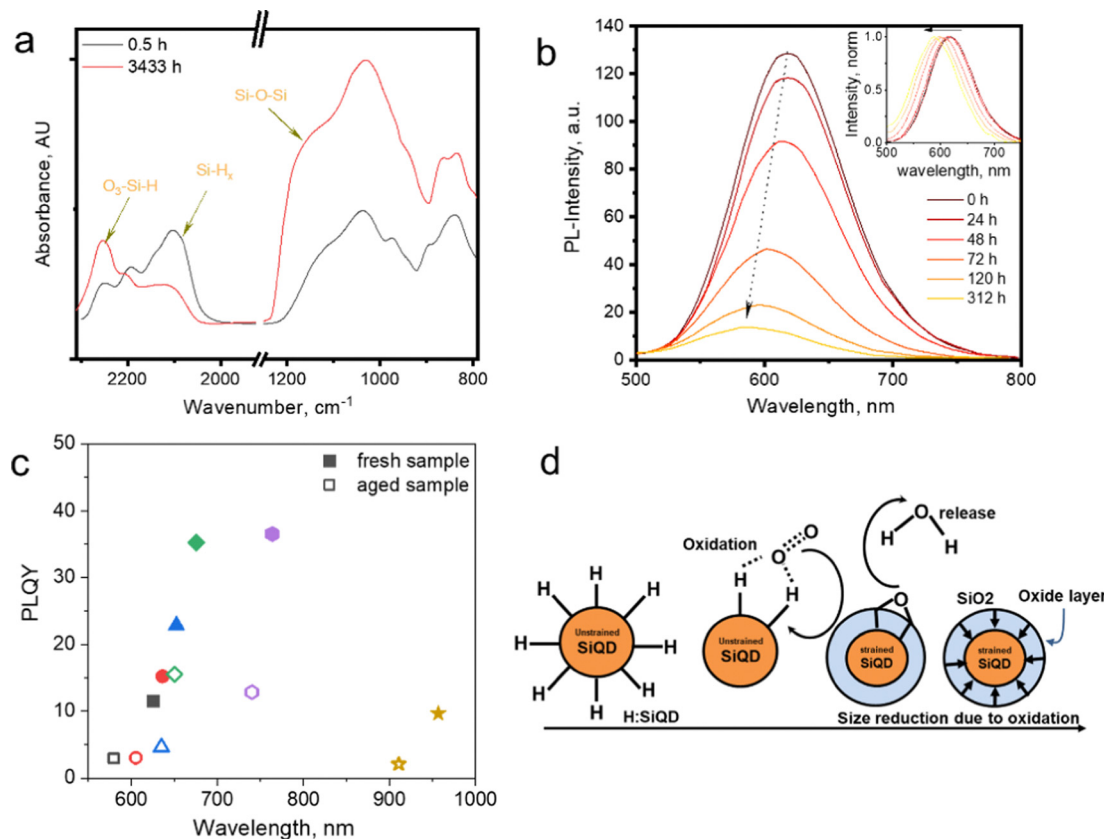 a
0.5 h
3433 h
Si-O-Si
O₃-Si-H
Si-Hₓ
Absorbance, AU
2200 2000 1200 1000 800
Wavenumber, cm⁻¹
b
PL-Intensity, a.u.
140
130
120
100
80
60
40
20
0
500 600 700 800
Wavelength, nm
Intensity, norm
1.0
0.5
0.0
500 600 700
wavelength, nm
0 h
24 h
48 h
72 h
120 h
312 h
c
fresh sample
aged sample
PLQY
50
40
30
20
10
0
600 700 800 900 1000
Wavelength, nm
d
H
H H
H Unstrained SiQD H
H H
H
H:SiQD
Oxidation
O
O
H H
Unstrained
SiQD
O
H H
release
O
strained
SiQD
SiO2
Oxide layer
strained
SiQD
Size reduction due to oxidation